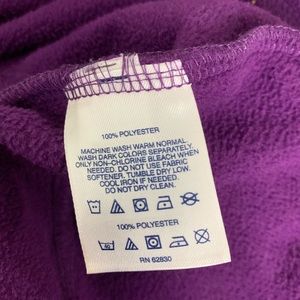 100% POLYESTER
MACHINE WASH WARM NORMAL.
WASH DARK COLORS SEPARATELY.
ONLY NON-CHLORINE BLEACH WHEN
NEEDED. DO NOT USE FABRIC
SOFTENER. TUMBLE DRY LOW.
COOL IRON IF NEEDED.
DO NOT DRY CLEAN.
100% POLYESTER
RN 62830